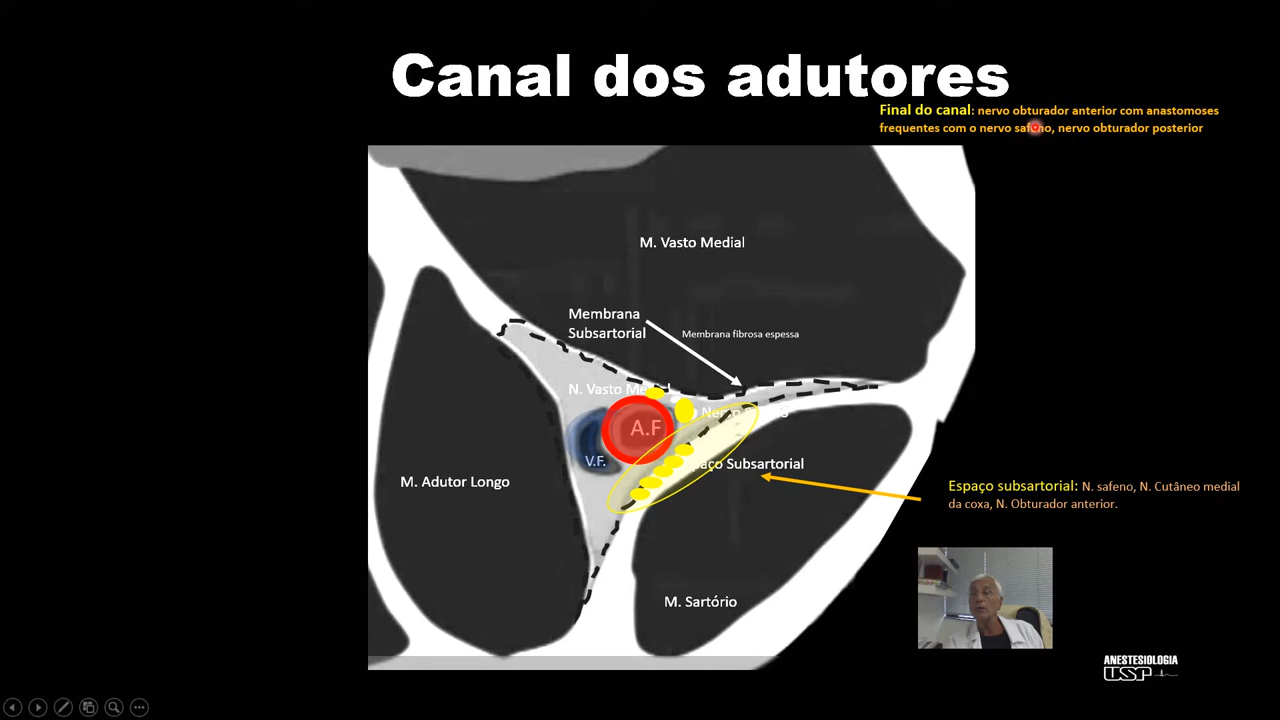 Canal dos adutores
Final do canal: nervo obturador anterior com anastomoses
frequentes com o nervo safeno, nervo obturador posterior
M. Vasto Medial
Membrana
Subsartorial
Membrana fibrosa espessa
N. Vasto Medial
A.F
V.F.
Subsartorial
M. Adutor Longo
Espaço subsartorial: N. safeno, N. Cutâneo medial
da coxa, N. Obturador anterior.
M. Sartório
ANESTESIOLOGIA
USP